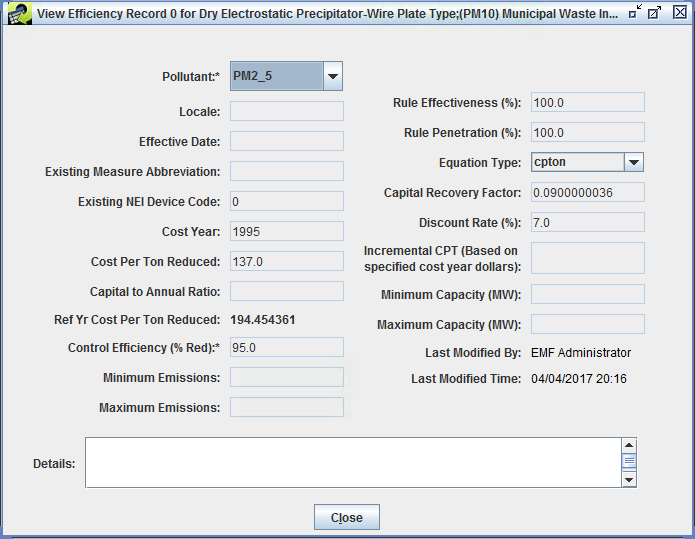 View Efficiency Record 0 for Dry Electrostatic Precipitator-Wire Plate Type;(PM10) Municipal Waste In...
Pollutant:* PM2_5
Locale:
Effective Date:
Existing Measure Abbreviation:
Existing NEI Device Code: 0
Cost Year: 1995
Cost Per Ton Reduced: 137.0
Capital to Annual Ratio:
Ref Yr Cost Per Ton Reduced: 194.454361
Control Efficiency (% Red):* 95.0
Minimum Emissions:
Maximum Emissions:
Rule Effectiveness (%): 100.0
Rule Penetration (%): 100.0
Equation Type: cpton
Capital Recovery Factor: 0.0900000036
Discount Rate (%): 7.0
Incremental CPT (Based on
specified cost year dollars):
Minimum Capacity (MW):
Maximum Capacity (MW):
Last Modified By: EMF Administrator
Last Modified Time: 04/04/2017 20:16
Details:
Close